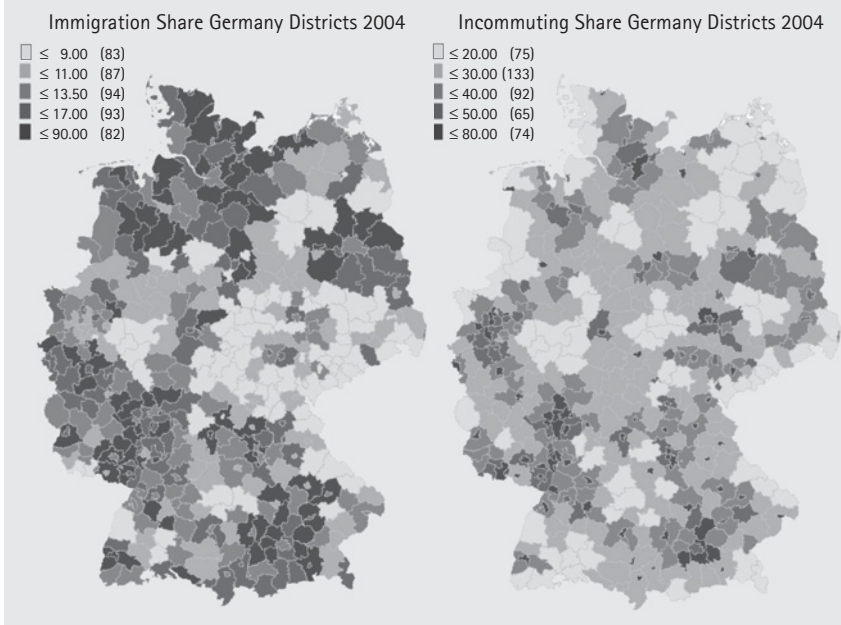 Immigration Share Germany Districts 2004
≤ 9.00 (83)
≤ 11.00 (87)
≤ 13.50 (94)
≤ 17.00 (93)
≤ 90.00 (82)
Incommuting Share Germany Districts 2004
≤ 20.00 (75)
≤ 30.00 (133)
≤ 40.00 (92)
≤ 50.00 (65)
≤ 80.00 (74)